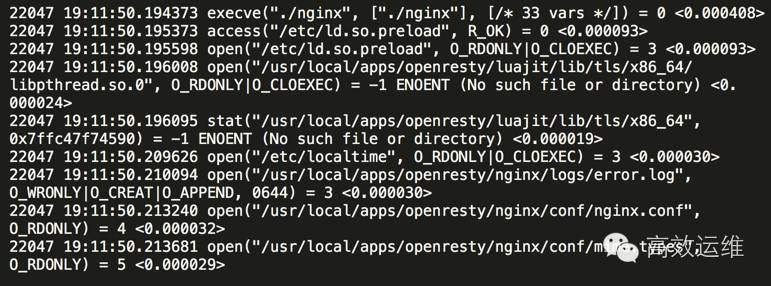 22047 19:11:50.194373 execve("./nginx", ["./nginx"], [/* 33 vars */]) = 0 <0.000408>
22047 19:11:50.195373 access("/etc/ld.so.preload", R_OK) = 0 <0.000093>
22047 19:11:50.195598 open("/etc/ld.so.preload", O_RDONLY|O_CLOEXEC) = 3 <0.000093>
22047 19:11:50.196008 open("/usr/local/apps/openresty/luajit/lib/tls/x86_64/
libpthread.so.0", O_RDONLY|O_CLOEXEC) = -1 ENOENT (No such file or directory) <0.
000024>
22047 19:11:50.196095 stat("/usr/local/apps/openresty/luajit/lib/tls/x86_64",
0x7ffc47f74590) = -1 ENOENT (No such file or directory) <0.000019>
22047 19:11:50.209626 open("/etc/localtime", O_RDONLY|O_CLOEXEC) = 3 <0.000030>
22047 19:11:50.210094 open("/usr/local/apps/openresty/nginx/logs/error.log",
O_WRONLY|O_CREAT|O_APPEND, 0644) = 3 <0.000030>
22047 19:11:50.213240 open("/usr/local/apps/openresty/nginx/conf/nginx.conf",
O_RDONLY) = 4 <0.000032>
22047 19:11:50.213681 open("/usr/local/apps/openresty/nginx/conf/mime.types",
O_RDONLY) = 5 <0.000029>
高效运维